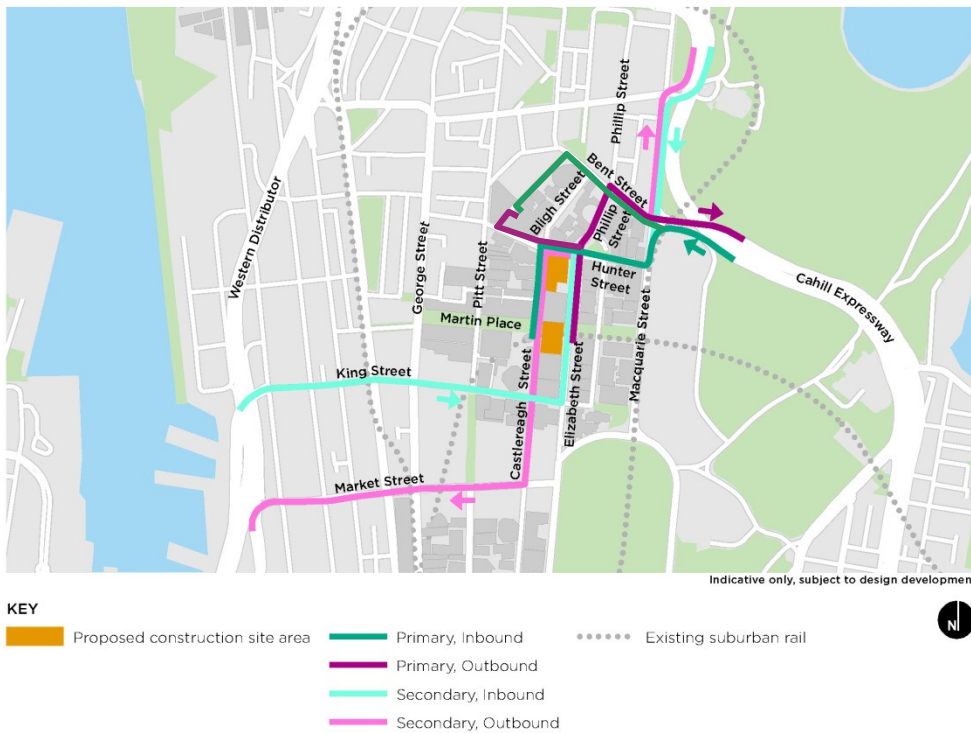 Phillip Street
Bent Street
Bligh Street
Phillip
Street
Western Distributor
George Street
Pitt Street
Hunter
Street
Cahill Expressway
Martin Place
Macquarie Street
King Street
Castlereagh Street
Elizabeth Street
Market Street
Indicative only, subject to design development
KEY
N
Proposed construction site area
Primary, Inbound
Existing suburban rail
Primary, Outbound
Secondary, Inbound
Secondary, Outbound